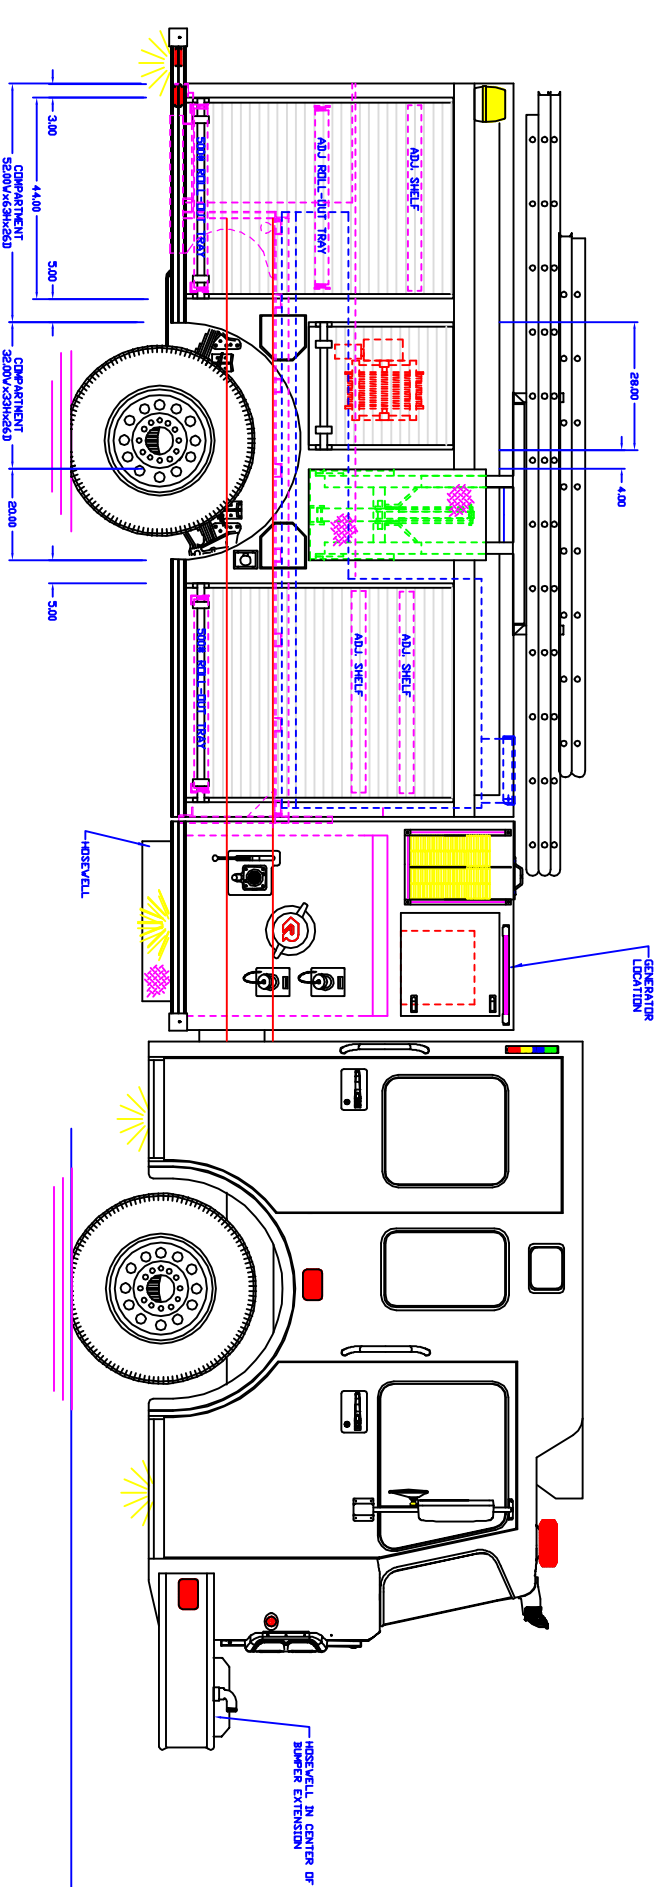 GENERATOR
LOCATION
28.00
4.00
ADJ. SHELF
ADJ ROLL-OUT TRAY
500# ROLL-OUT TRAY
ADJ. SHELF
ADJ. SHELF
500# ROLL-OUT TRAY
HOSEWELL IN CENTER OF
BUMPER EXTENSION
HOSEWELL
3.00
5.00
5.00
44.00
20.00
COMPARTMENT
52.00Wx63Hx26D
COMPARTMENT
32.00Wx33Hx26D
R